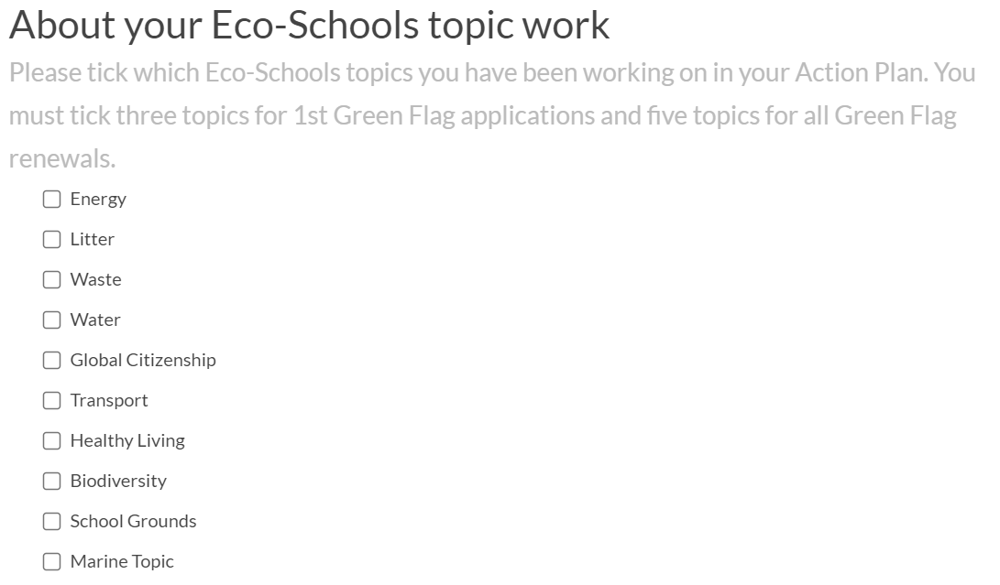 About your Eco-Schools topic work
Please tick which Eco-Schools topics you have been working on in your Action Plan. You
must tick three topics for 1st Green Flag applications and five topics for all Green Flag
renewals.
Energy
Litter
Waste
Water
Global Citizenship
Transport
Healthy Living
Biodiversity
School Grounds
Marine Topic